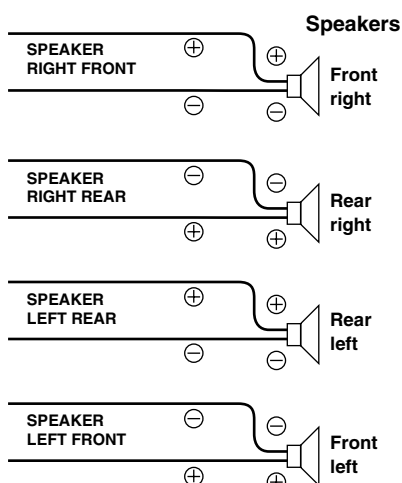 Speakers
SPEAKER
RIGHT FRONT
⊕
⊕
Front
right
⊖
⊖
SPEAKER
RIGHT REAR
⊖
⊖
Rear
right
⊕
⊕
SPEAKER
LEFT REAR
⊕
⊕
Rear
left
⊖
⊖
SPEAKER
LEFT FRONT
⊖
⊖
Front
left
⊕
⊕